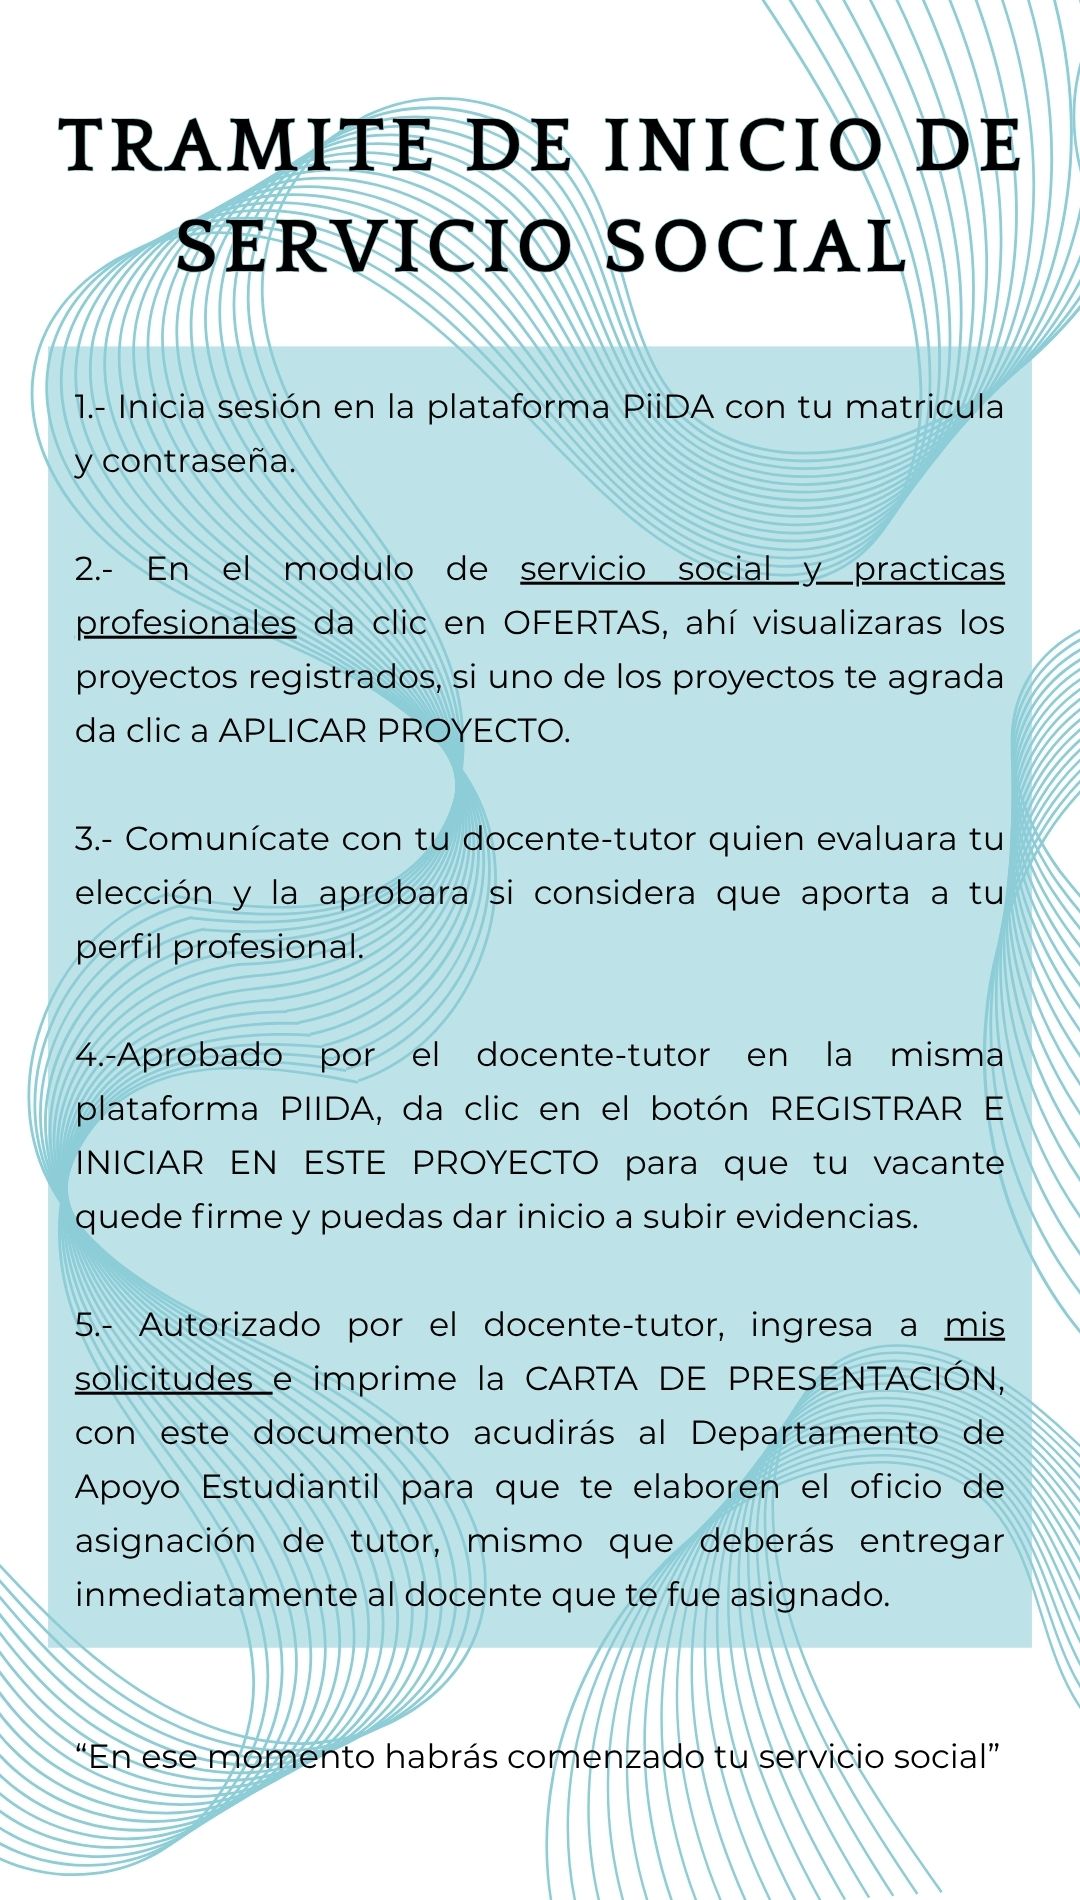 TRAMITE DE INICIO DE
SERVICIO SOCIAL
1.- Inicia sesión en la plataforma PiiDA con tu matricula
y contraseña.
2.- En el modulo de servicio social y practicas
profesionales da clic en OFERTAS, ahí visualizaras los
proyectos registrados, si uno de los proyectos te agrada
da clic a APLICAR PROYECTO.
3.- Comunícate con tu docente-tutor quien evaluara tu
elección y la aprobara si considera que aporta a tu
perfil profesional.
4.-Aprobado por el docente-tutor en la misma
plataforma PIIDA, da clic en el botón REGISTRAR E
INICIAR EN ESTE PROYECTO para que tu vacante
quede firme y puedas dar inicio a subir evidencias.
5.- Autorizado por el docente-tutor, ingresa a mis
solicitudes e imprime la CARTA DE PRESENTACIÓN,
con este documento acudirás al Departamento de
Apoyo Estudiantil para que te elaboren el oficio de
asignación de tutor, mismo que deberás entregar
inmediatamente al docente que te fue asignado.
“En ese momento habrás comenzado tu servicio social”